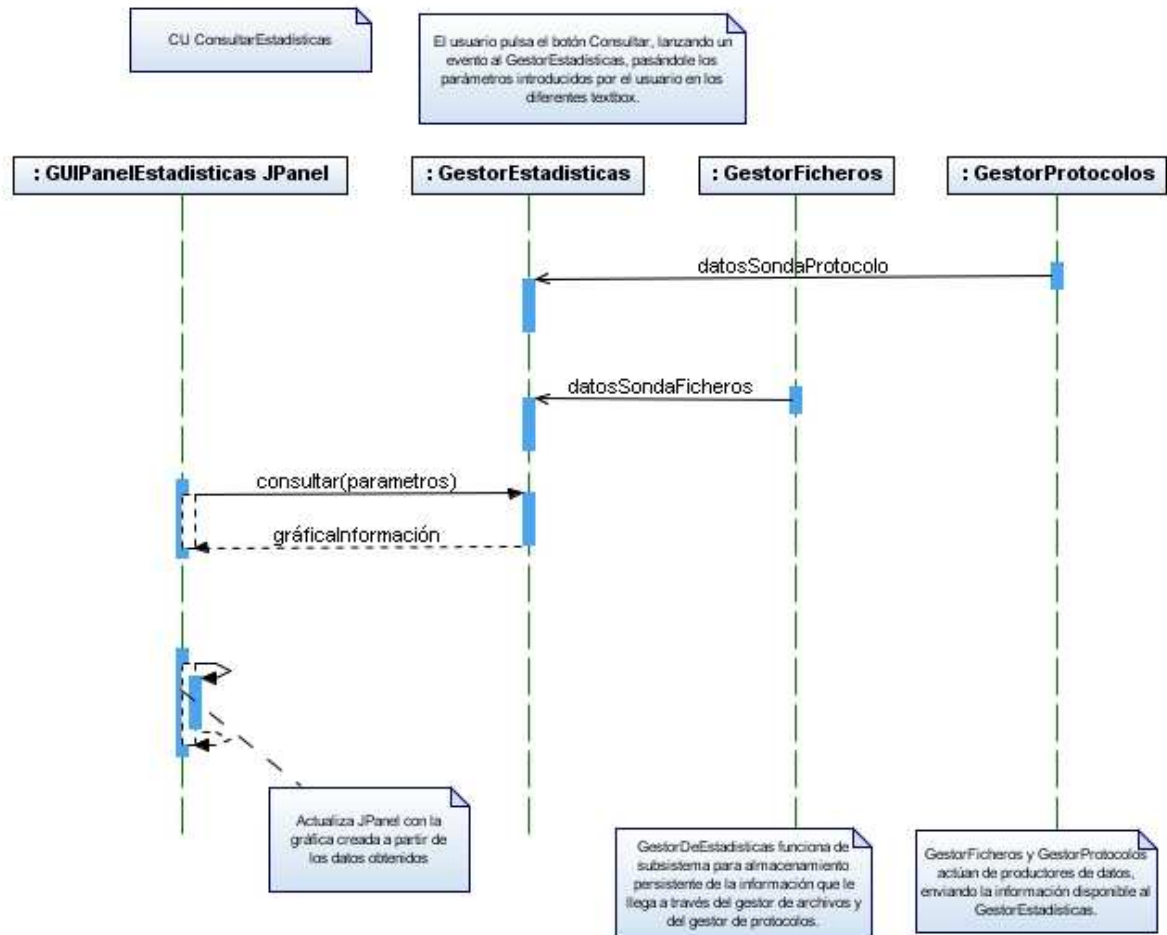 CU ConsultarEstadísticas
El usuario pulsa el botón Consultar, lanzando un
evento al GestorEstadísticas, pasándole los
parámetros introducidos por el usuario en los
diferentes textbox.
: GUIPanelEstadisticas JPanel
: GestorEstadisticas
: GestorFicheros
: GestorProtocolos
datosSondaProtocolo
datosSondaFicheros
consultar(parametros)
gráficaInformación
Actualiza JPanel con la
gráfica creada a partir de
los datos obtenidos
GestorDeEstadisticas funciona de
subsistema para almacenamiento
persistente de la información que le
llega a través del gestor de archivos y
del gestor de protocolos.
GestorFicheros y GestorProtocolos
actúan de productores de datos,
enviando la información disponible al
GestorEstadísticas.